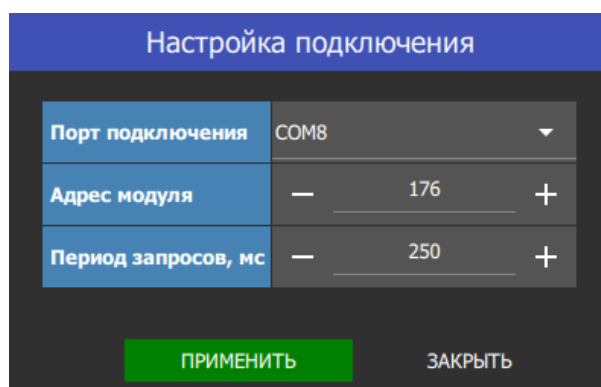 Настройка подключения
Порт подключения COM8
Адрес модуля — 176 +
Период запросов, мс — 250 +
ПРИМЕНИТЬ ЗАКРЫТЬ